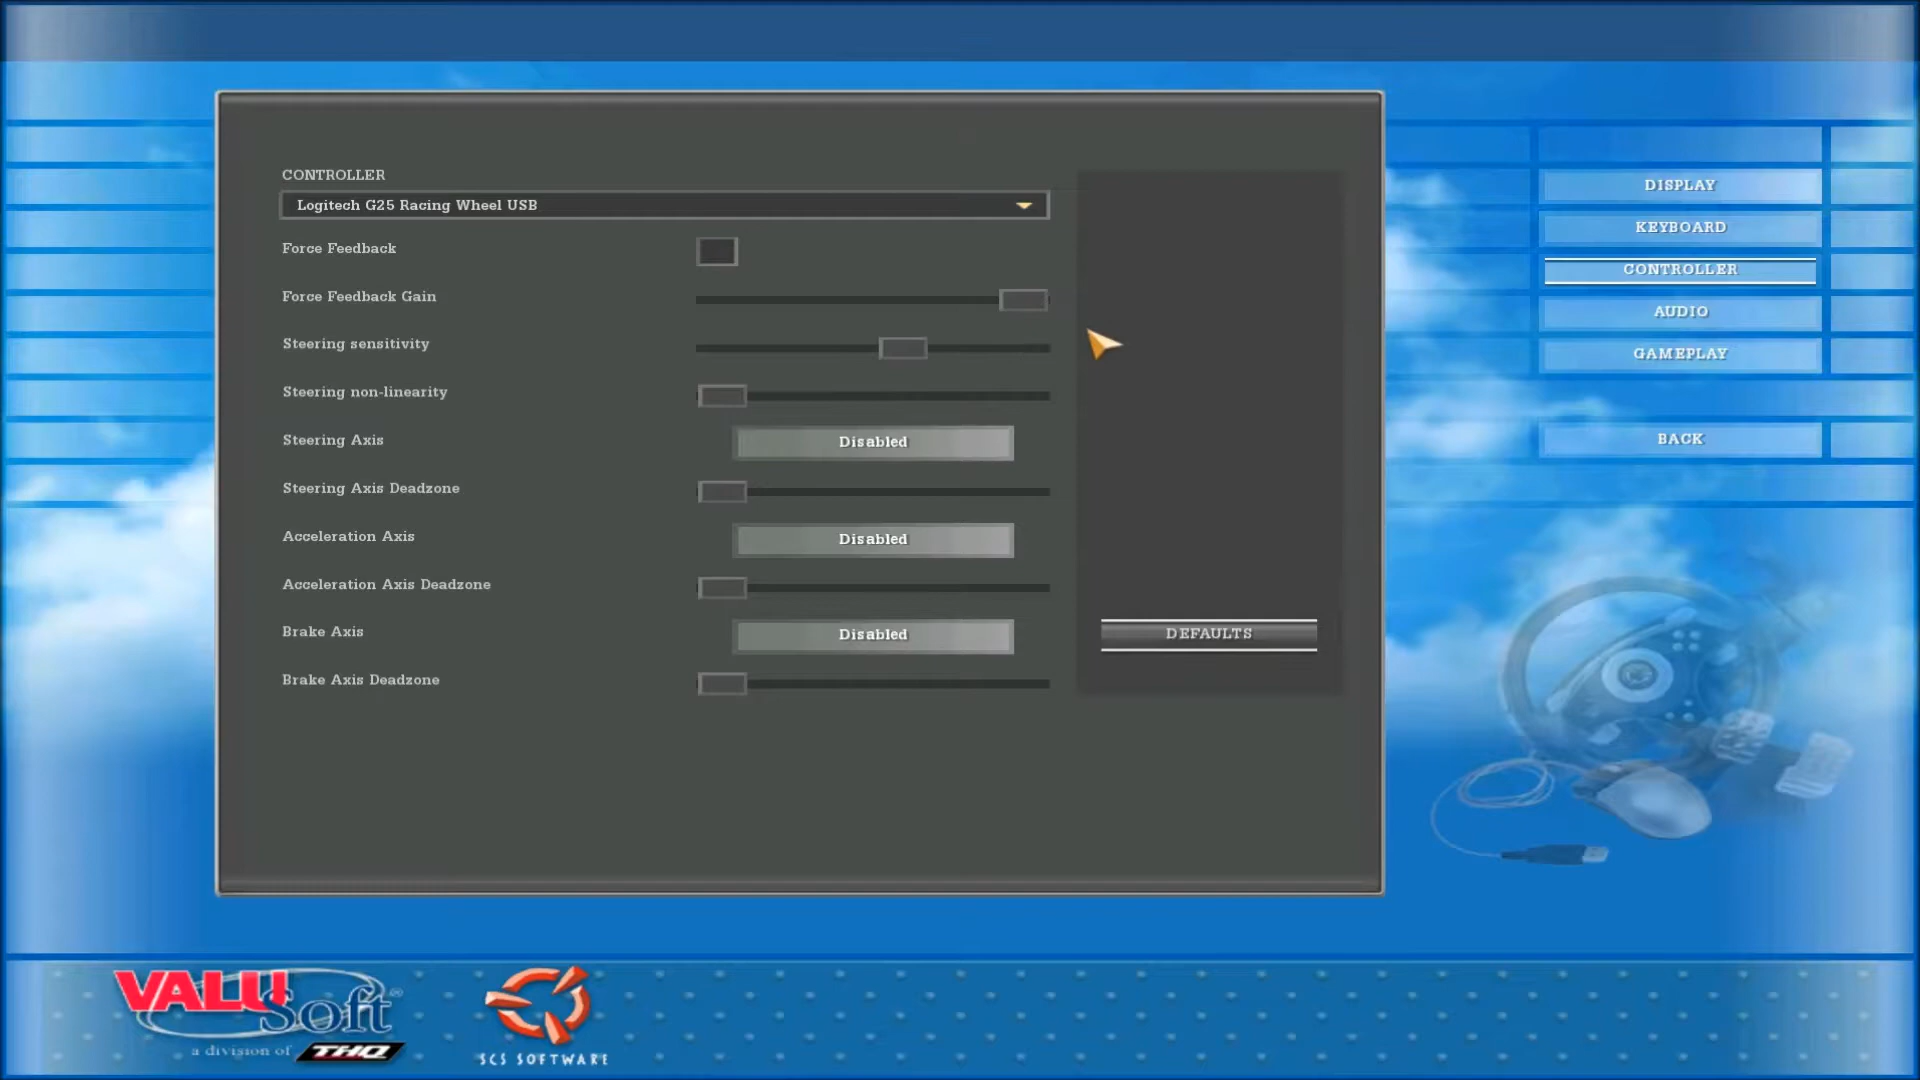 CONTROLLER
Logitech G25 Racing Wheel USB
Force Feedback
Force Feedback Gain
Steering sensitivity
Steering non-linearity
Steering Axis
Disabled
Steering Axis Deadzone
Acceleration Axis
Disabled
Acceleration Axis Deadzone
Brake Axis
Disabled
Brake Axis Deadzone
DEFAULTS
DISPLAY
KEYBOARD
CONTROLLER
AUDIO
GAMEPLAY
BACK
VALUSoft®
a division of THQ
SCS SOFTWARE